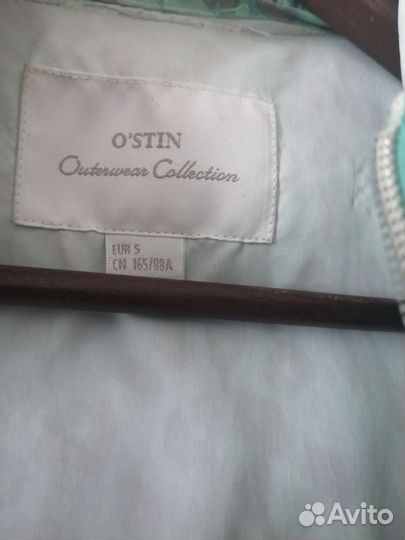 O'STIN
Outerwear Collection
EUR S
CN 165/88A
Avito